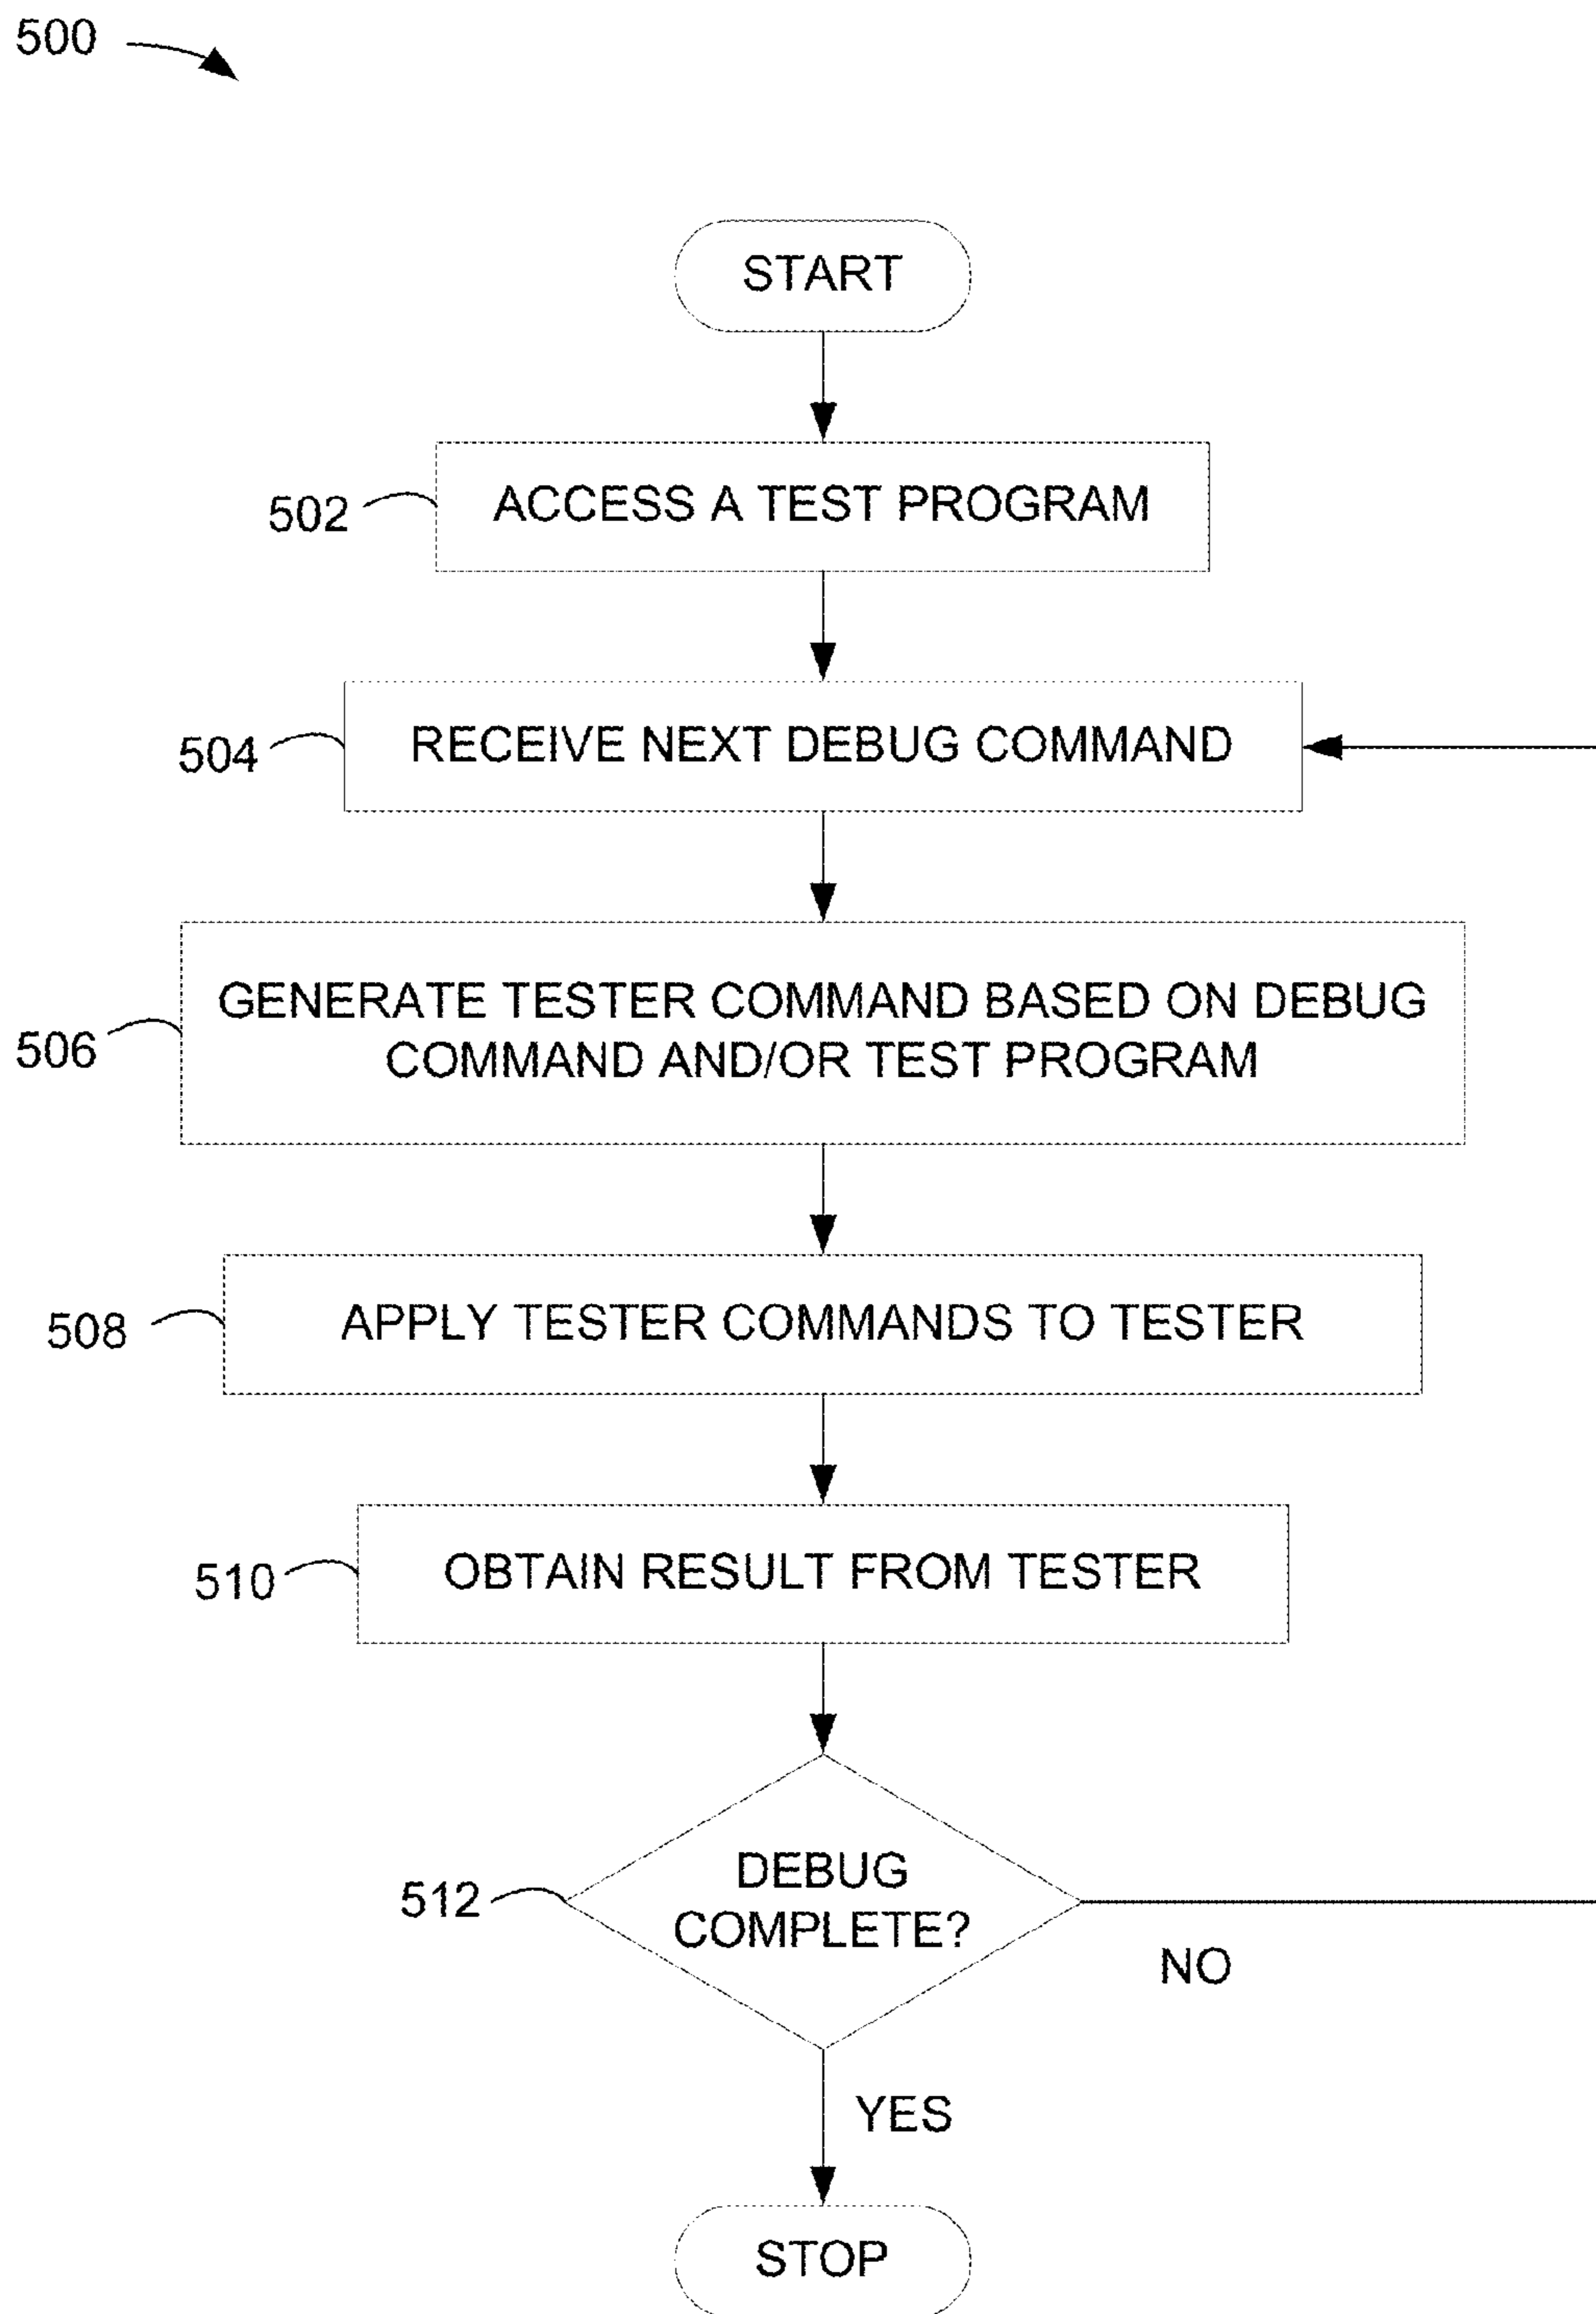 500
START
502
ACCESS A TEST PROGRAM
504
RECEIVE NEXT DEBUG COMMAND
506
GENERATE TESTER COMMAND BASED ON DEBUG
COMMAND AND/OR TEST PROGRAM
508
APPLY TESTER COMMANDS TO TESTER
510
OBTAIN RESULT FROM TESTER
512
DEBUG
COMPLETE?
NO
YES
STOP